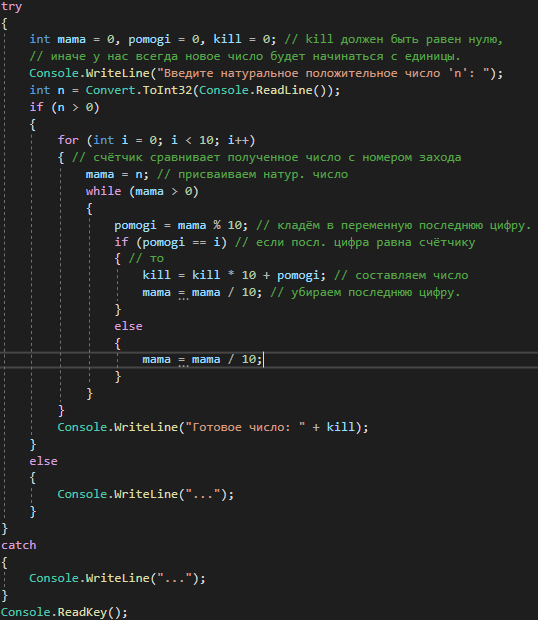 try
{
int mama = 0, pomogi = 0, kill = 0; // kill должен быть равен нулю,
// иначе у нас всегда новое число будет начинаться с единицы.
Console.WriteLine("Введите натуральное положительное число 'n': ");
int n = Convert.ToInt32(Console.ReadLine());
if (n > 0)
{
for (int i = 0; i < 10; i++)
{ // счётчик сравнивает полученное число с номером захода
mama = n; // присваиваем натур. число
while (mama > 0)
{
pomogi = mama % 10; // кладём в переменную последнюю цифру.
if (pomogi == i) // если посл. цифра равна счётчику
{ // то
kill = kill * 10 + pomogi; // составляем число
mama = mama / 10; // убираем последнюю цифру.
}
else
{
mama = mama / 10;
}
}
}
Console.WriteLine("Готовое число: " + kill);
}
else
{
Console.WriteLine("...");
}
}
catch
{
Console.WriteLine("...");
}
Console.ReadKey();